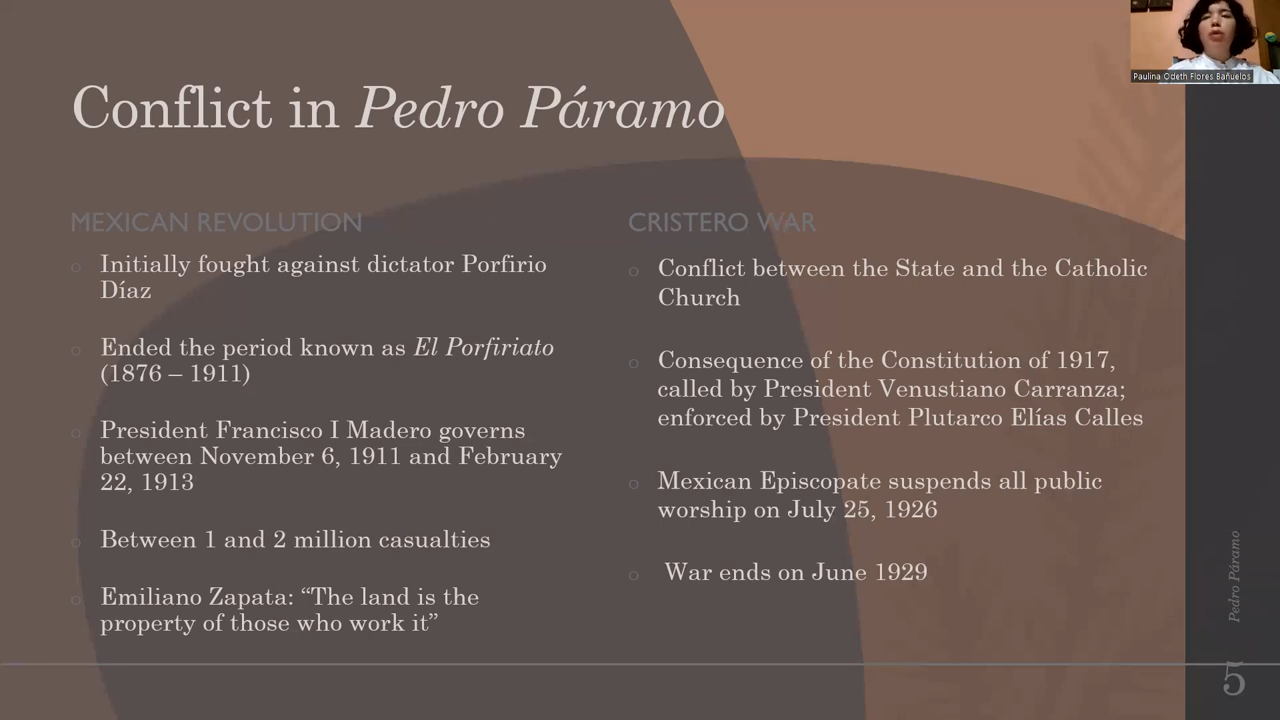 Paulina Odeth Flores Bañuelos
Conflict in Pedro Páramo
MEXICAN REVOLUTION
Initially fought against dictator Porfirio
Díaz
Ended the period known as El Porfiriato
(1876 – 1911)
President Francisco I Madero governs
between November 6, 1911 and February
22, 1913
Between 1 and 2 million casualties
Emiliano Zapata: “The land is the
property of those who work it”
CRISTERO WAR
Conflict between the State and the Catholic
Church
Consequence of the Constitution of 1917,
called by President Venustiano Carranza;
enforced by President Plutarco Elías Calles
Mexican Episcopate suspends all public
worship on July 25, 1926
War ends on June 1929
Pedro Páramo
5